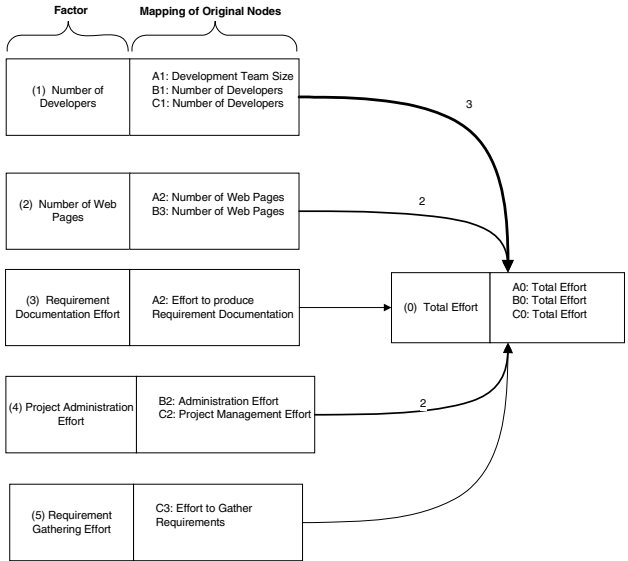 Factor
Mapping of Original Nodes
(1) Number of
Developers
A1: Development Team Size
B1: Number of Developers
C1: Number of Developers
3
(2) Number of Web
Pages
A2: Number of Web Pages
B3: Number of Web Pages
2
(3) Requirement
Documentation Effort
A2: Effort to produce
Requirement Documentation
(0) Total Effort
A0: Total Effort
B0: Total Effort
C0: Total Effort
(4) Project Administration
Effort
B2: Administration Effort
C2: Project Management Effort
2
(5) Requirement
Gathering Effort
C3: Effort to Gather
Requirements